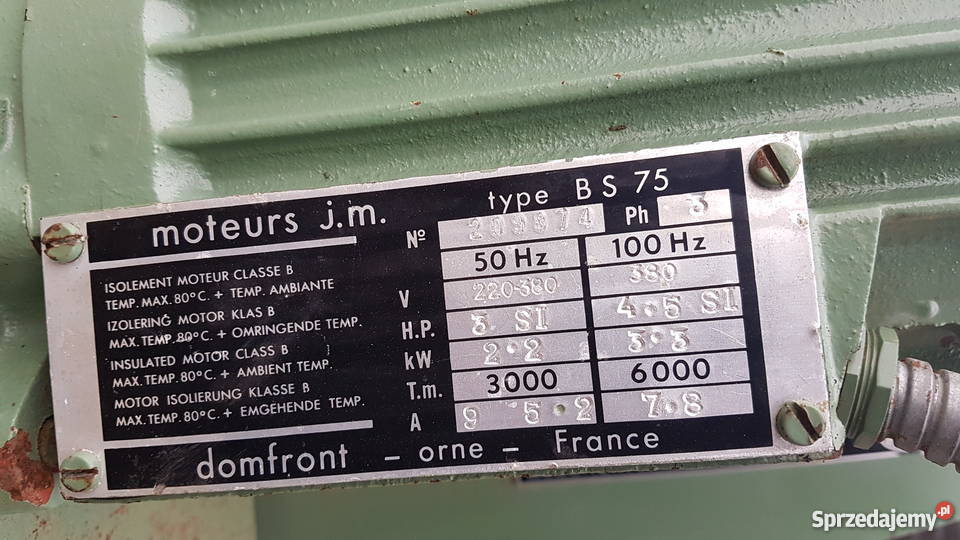 moteurs j.m.
type BS 75
Nº 209974 Ph 3
50 Hz 100 Hz
V 220-380 380
H.P. 3 SI 4.5 SI
kW 2.2 3.3
T.m. 3000 6000
A 9 5.2 7.8
ISOLEMENT MOTEUR CLASSE B
TEMP. MAX. 80°C. + TEMP. AMBIANTE
IZOLERING MOTOR KLAS B
MAX. TEMP. 80°C. + OMRINGENDE TEMP.
INSULATED MOTOR CLASS B
MAX. TEMP. 80°C. + AMBIENT TEMP.
MOTOR ISOLIERUNG KLASSE B
MAX. TEMP. 80°C. + EMGEHENDE TEMP.
domfront – orne – France
Sprzedajemy.pl